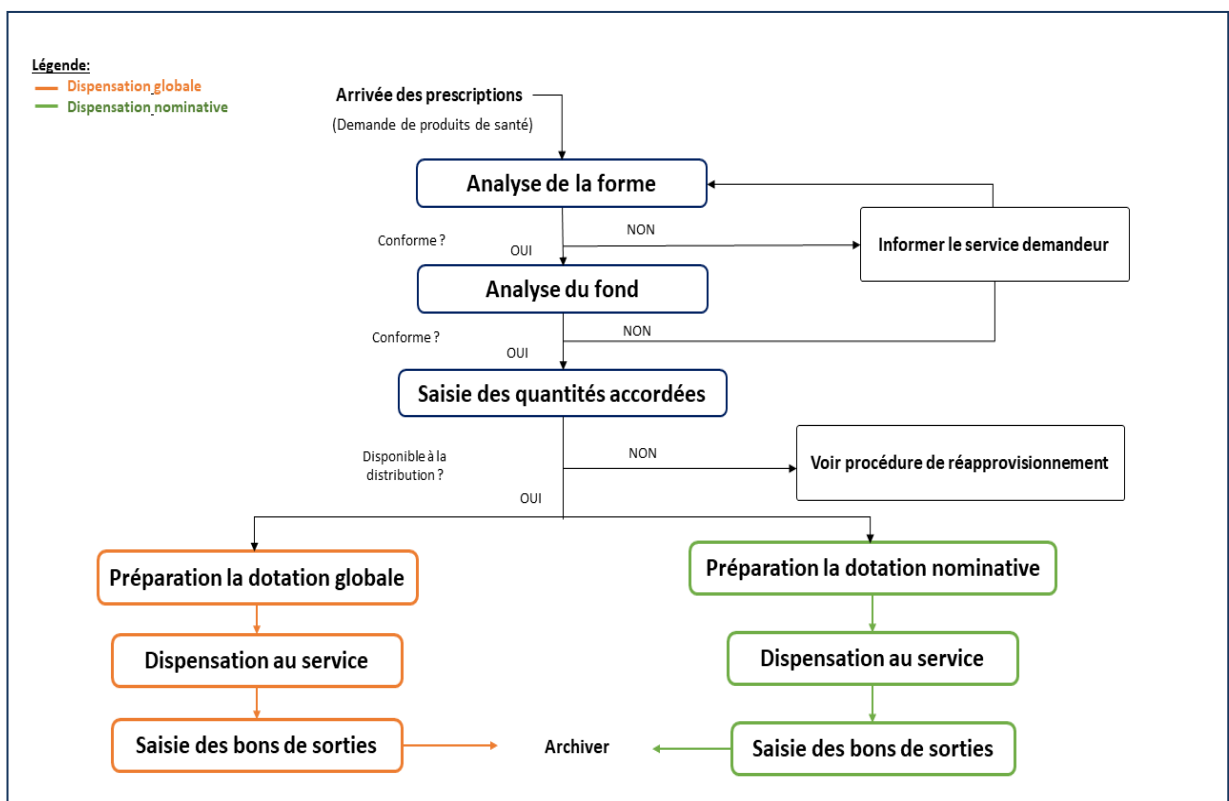 Légende:
Dispensation globale
Dispensation nominative
Arrivée des prescriptions
(Demande de produits de santé)
Analyse de la forme
Informer le service demandeur
Conforme ?
OUI
NON
Analyse du fond
Conforme ?
OUI
NON
Saisie des quantités accordées
Disponible à la
distribution ?
NON
Voir procédure de réapprovisionnement
OUI
Préparation la dotation globale
Préparation la dotation nominative
Dispensation au service
Dispensation au service
Saisie des bons de sorties
Archiver
Saisie des bons de sorties